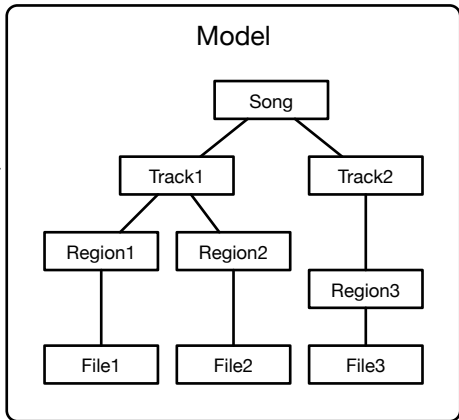 Model
Song
Track1
Track2
Region1
Region2
Region3
File1
File2
File3